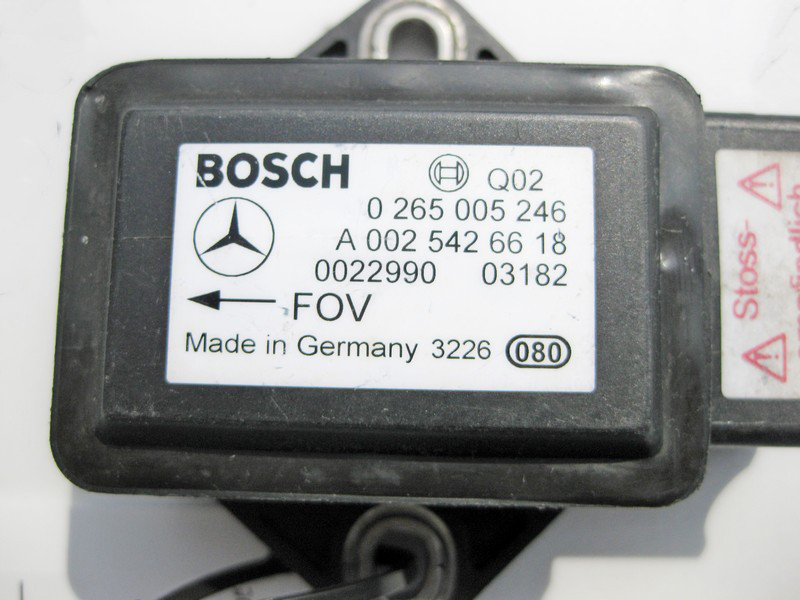 BOSCH
Q02
0 265 005 246
A 002 542 66 18
0022990 03182
FOV
Made in Germany 3226 080
Stoss-